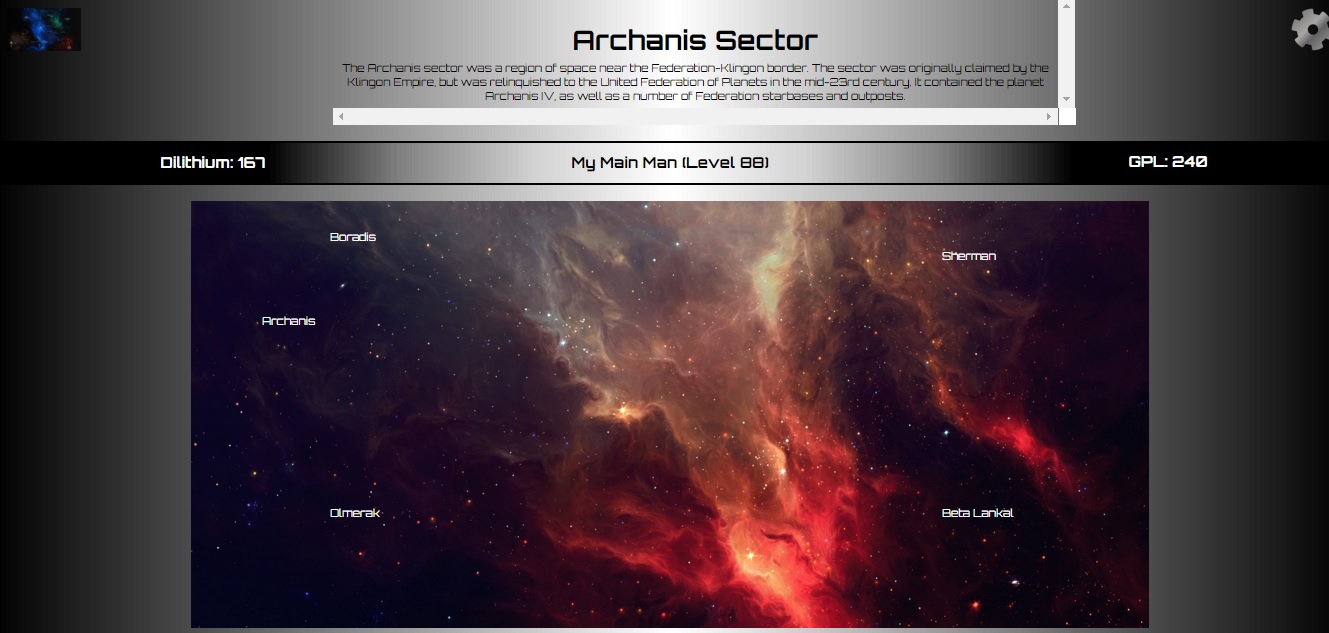 Archanis Sector
The Archanis sector was a region of space near the Federation-Klingon border. The sector was originally claimed by the
Klingon Empire, but was relinquished to the United Federation of Planets in the mid-23rd century. It contained the planet
Archanis IV, as well as a number of Federation starbases and outposts.
Dilithium: 167
My Main Man (Level 88)
GPL: 240
Boradis
Sherman
Archanis
Olmerak
Beta Lankal